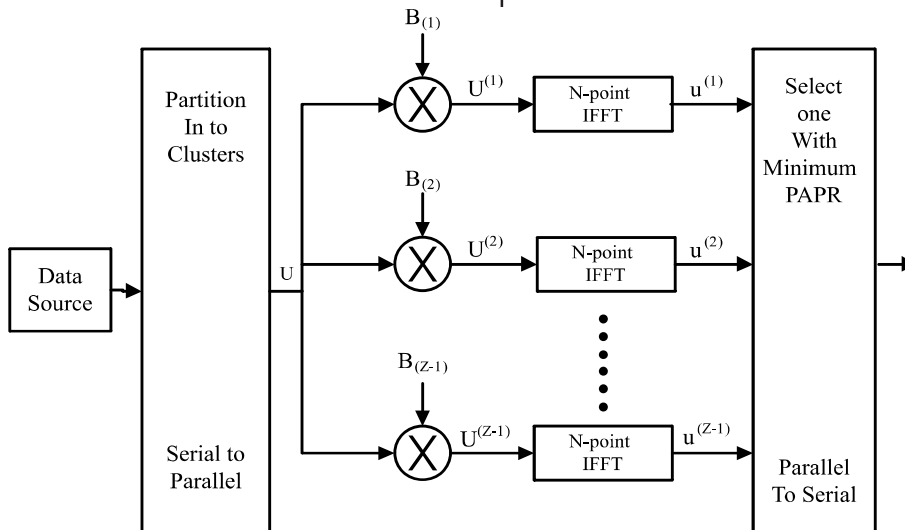 Data
Source
Partition
In to
Clusters
Serial to
Parallel
U
B(1)
U(1)
N-point
IFFT
u(1)
B(2)
U(2)
N-point
IFFT
u(2)
B(Z-1)
U(Z-1)
N-point
IFFT
u(Z-1)
Select
one
With
Minimum
PAPR
Parallel
To Serial